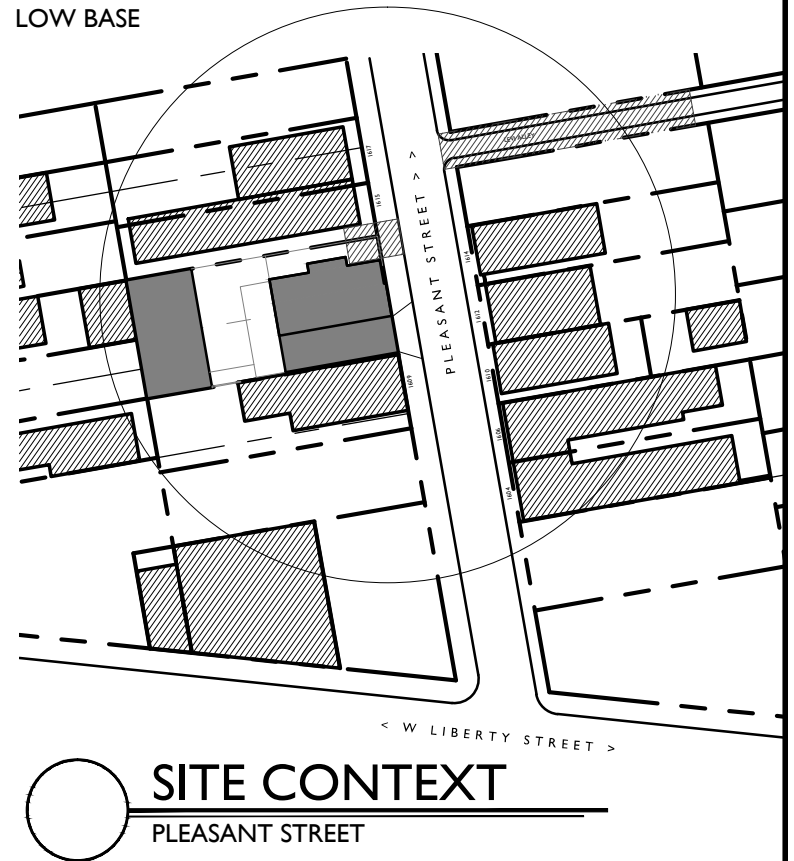 LOW BASE
1617
1615
< PLEASANT STREET >
1614
1612
1610
1609
1606
1604
< W LIBERTY STREET >
SITE CONTEXT
PLEASANT STREET